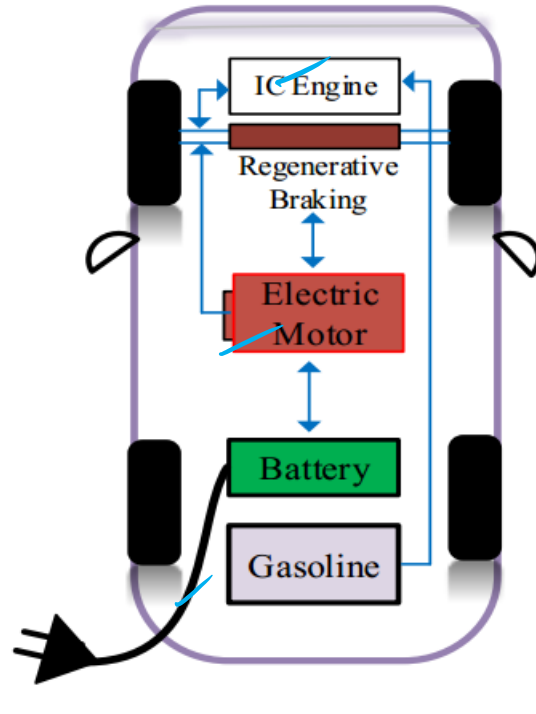 IC Engine
Regenerative
Braking
Electric
Motor
Battery
Gasoline